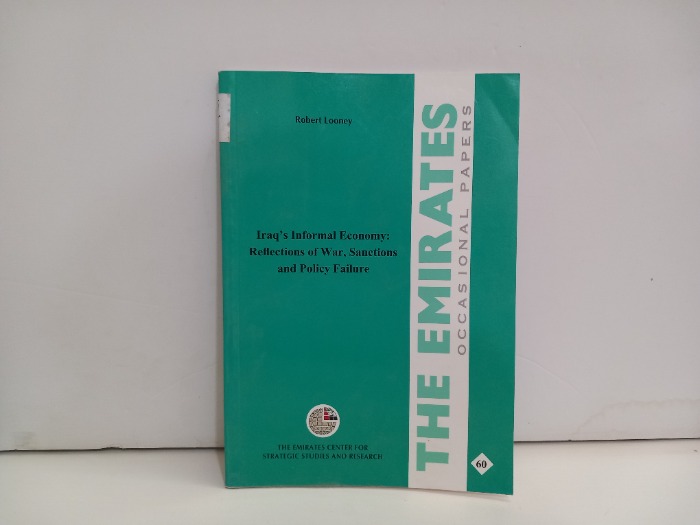 Robert Looney
Iraq's Informal Economy:
Reflections of War, Sanctions
and Policy Failure
THE EMIRATES CENTER FOR
STRATEGIC STUDIES AND RESEARCH
THE EMIRATES
OCCASIONAL PAPERS
60